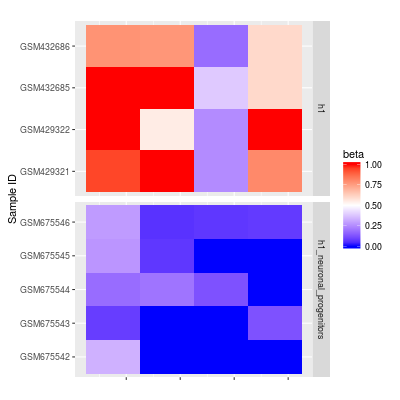 GSM432686
GSM432685
GSM429322
GSM429321
h1
Sample ID
GSM675546
GSM675545
GSM675544
GSM675543
GSM675542
h1_neuronal_progenitors
beta
1.00
0.75
0.50
0.25
0.00